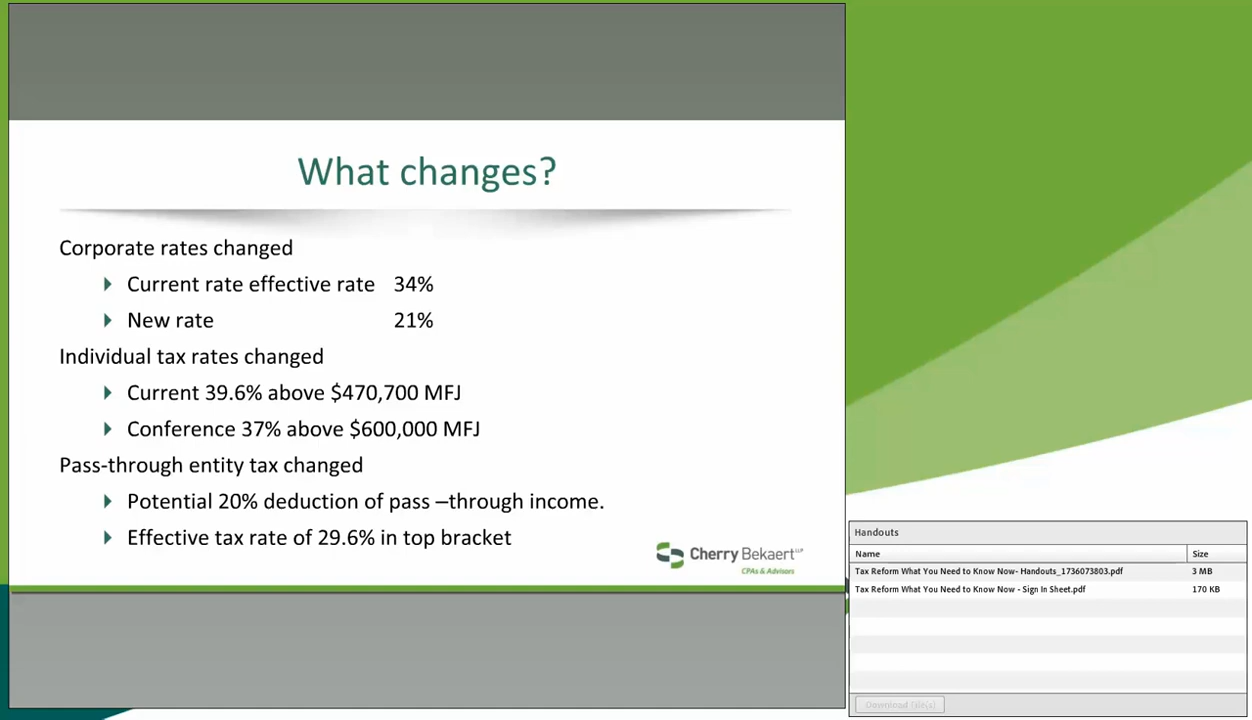 What changes?
Corporate rates changed
Current rate effective rate 34%
New rate 21%
Individual tax rates changed
Current 39.6% above $470,700 MFJ
Conference 37% above $600,000 MFJ
Pass-through entity tax changed
Potential 20% deduction of pass –through income.
Effective tax rate of 29.6% in top bracket
Cherry Bekaert LLP
CPAs & Advisors
Handouts
Name Size
Tax Reform What You Need to Know Now- Handouts_1736073803.pdf 3 MB
Tax Reform What You Need to Know Now - Sign In Sheet.pdf 170 KB
Download File(s)